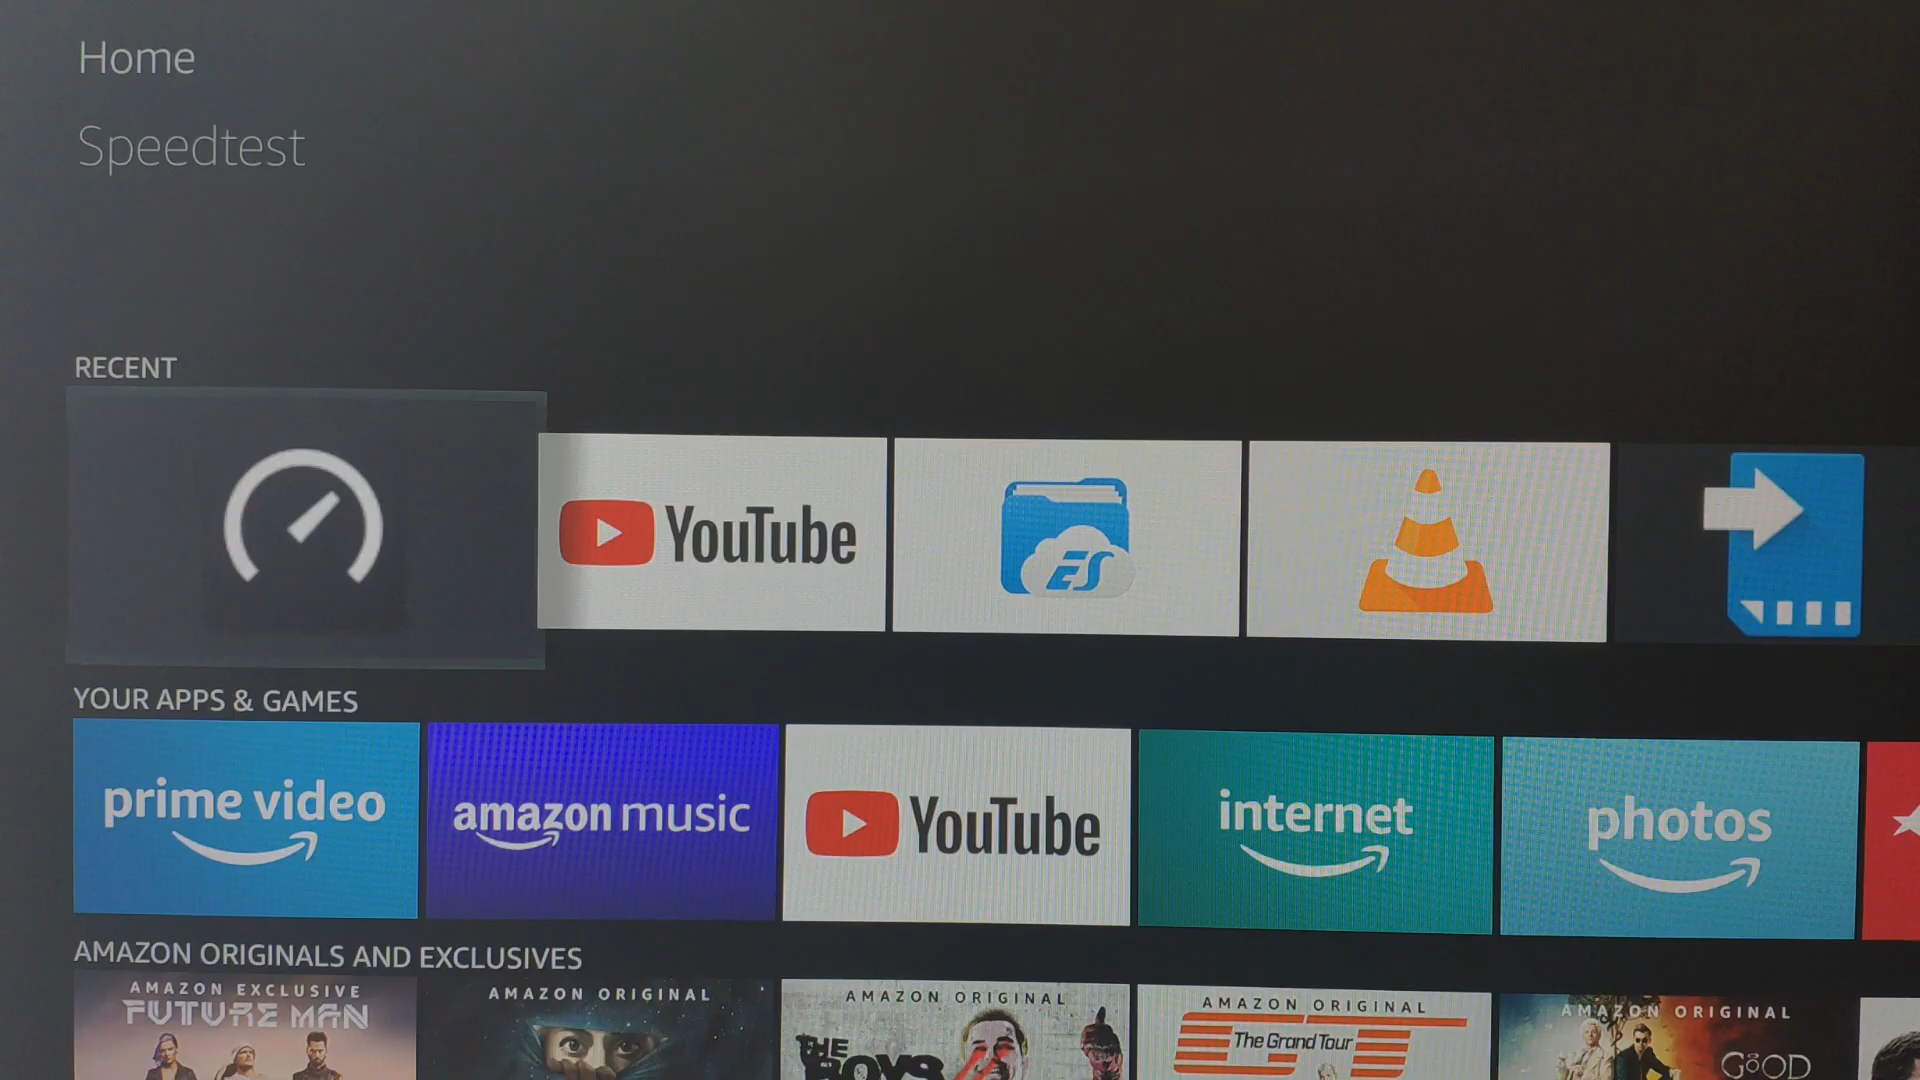 Home
Speedtest
RECENT
YouTube
ES
YOUR APPS & GAMES
prime video
amazon music
YouTube
internet
photos
AMAZON ORIGINALS AND EXCLUSIVES
AMAZON EXCLUSIVE
FUTURE MAN
AMAZON ORIGINAL
AMAZON ORIGINAL
THE
BOYS
AMAZON ORIGINAL
The Grand Tour
AMAZON ORIGINAL
GOOD